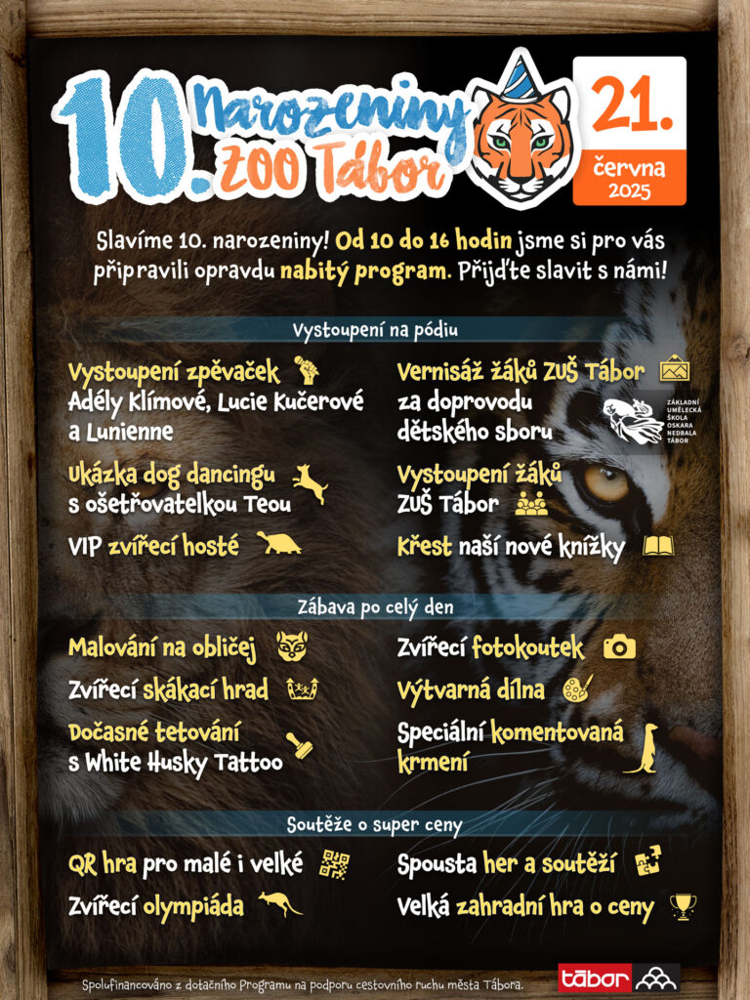 10. Narozeniny
ZOO Tábor
21.
června
2025
Slavíme 10. narozeniny! Od 10 do 16 hodin jsme si pro vás
připravili opravdu nabitý program. Přijďte slavit s námi!
Vystoupení na pódiu
Vystoupení zpěvaček
Adély Klímové, Lucie Kučerové
a Lunienne
Ukázka dog dancingu
s ošetřovatelkou Teou
VIP zvířecí hosté
Vernisáž žáků ZUŠ Tábor
za doprovodu
dětského sboru
ZÁKLADNÍ
UMĚLECKÁ
ŠKOLA
OSKARA
NEDBALA
TÁBOR
Vystoupení žáků
ZUŠ Tábor
Křest naší nové knížky
Zábava po celý den
Malování na obličej
Zvířecí skákací hrad
Dočasné tetování
s White Husky Tattoo
Zvířecí fotokoutek
Výtvarná dílna
Speciální komentovaná
krmení
Soutěže o super ceny
QR hra pro malé i velké
Zvířecí olympiáda
Spousta her a soutěží
Velká zahradní hra o ceny
Spolufinancováno z dotačního Programu na podporu cestovního ruchu města Tábora.
tábor